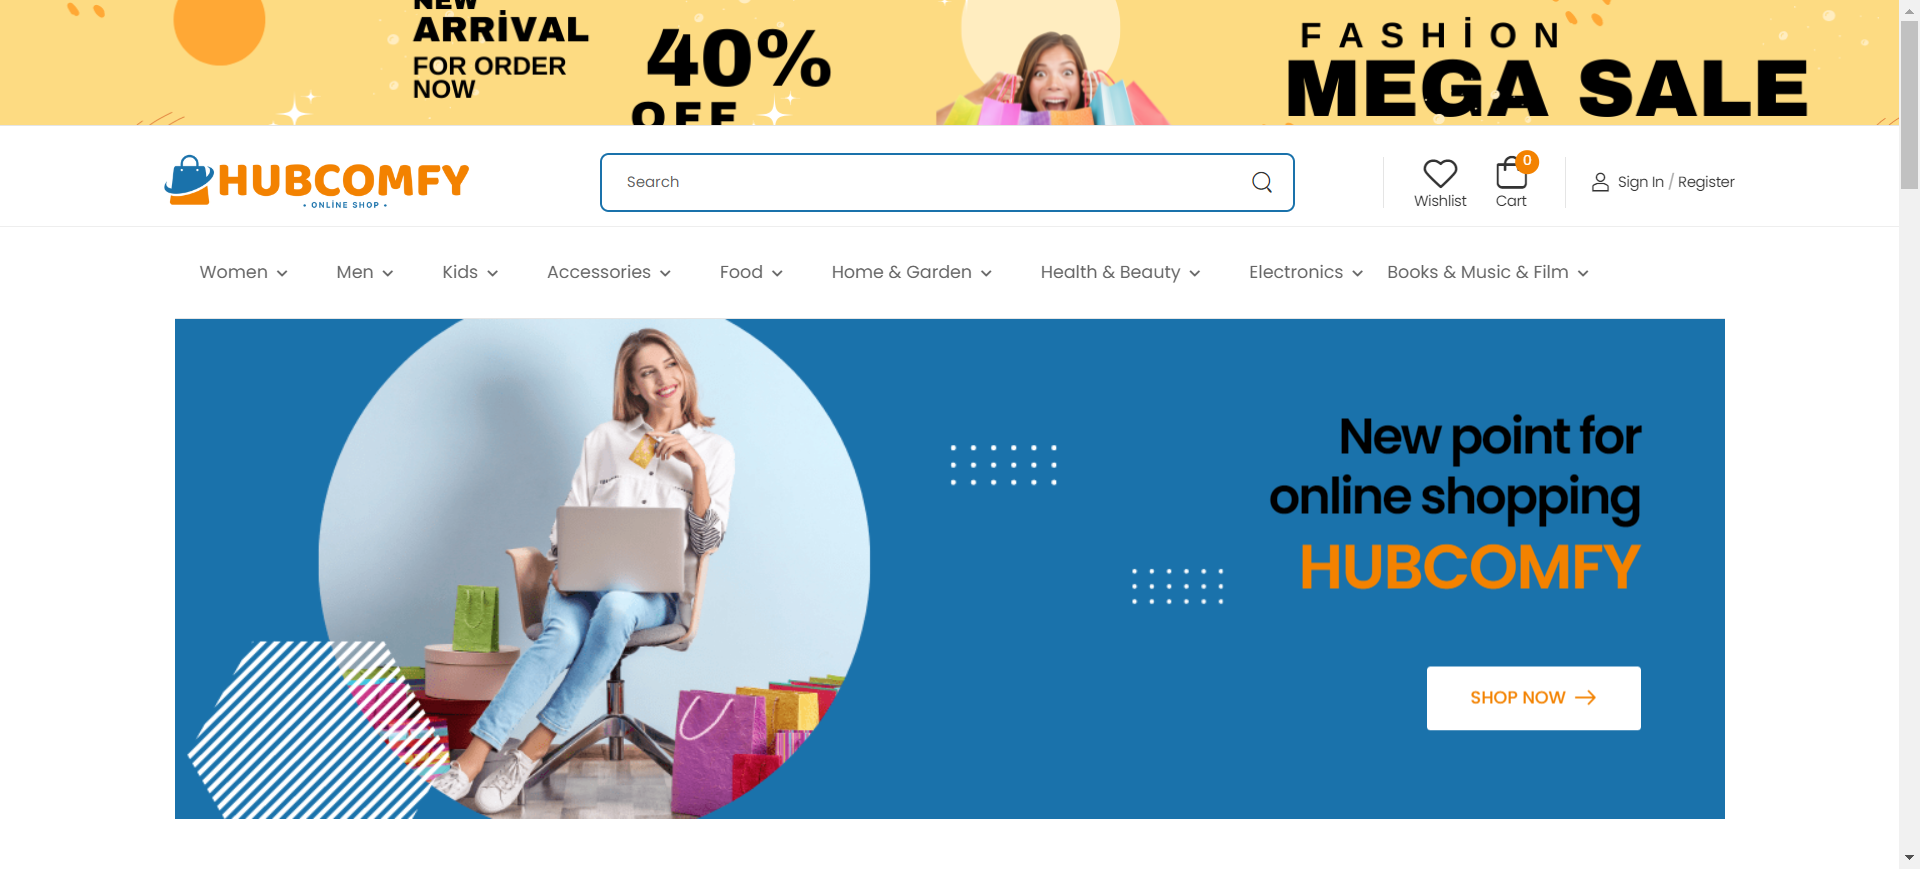 NEW
ARRİVAL
FOR ORDER
NOW
40%
OFF
FASHİON
MEGA SALE
HUBCOMFY
• ONLİNE SHOP •
Search
Wishlist
0
Cart
Sign In / Register
Women
Men
Kids
Accessories
Food
Home & Garden
Health & Beauty
Electronics
Books & Music & Film
New point for
online shopping
HUBCOMFY
SHOP NOW